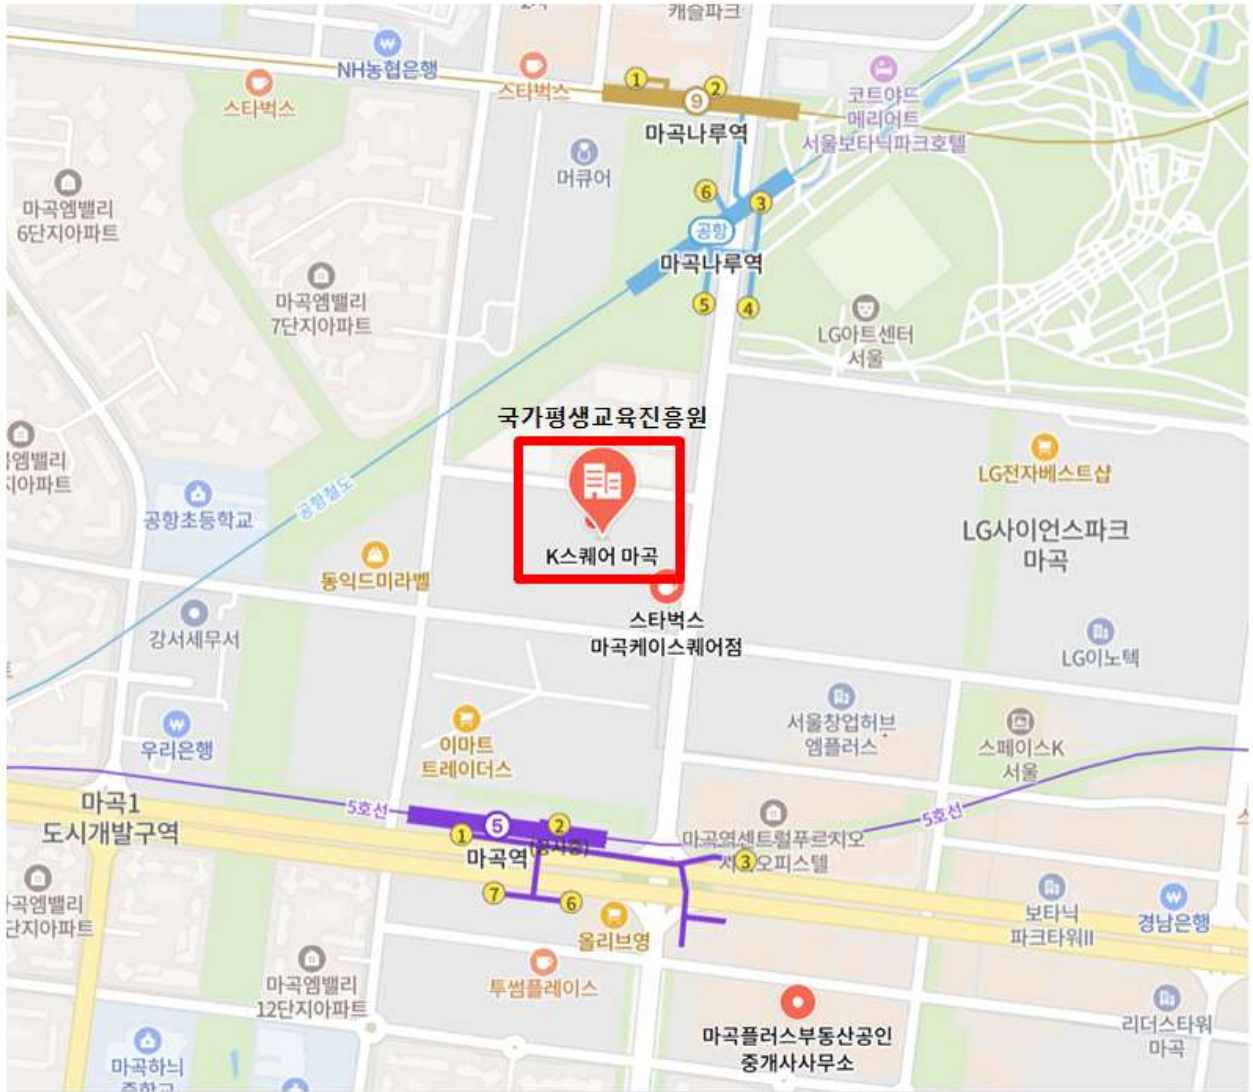 캐슬파크
NH농협은행
스타벅스
스타벅스
1
2
9
마곡나루역
코트야드
메리어트
서울보타닉파크호텔
머큐어
마곡엠밸리
6단지아파트
6
3
공항
마곡나루역
마곡엠밸리
7단지아파트
5
4
LG아트센터
서울
국가평생교육진흥원
K스퀘어 마곡
LG전자베스트샵
LG사이언스파크
마곡
공항초등학교
공항철도
동익드미라벨
스타벅스
마곡케이스퀘어점
강서세무서
LG이노텍
우리은행
이마트
트레이더스
서울창업허브
엠플러스
스페이스K
서울
마곡1
도시개발구역
5호선
5
1
2
마곡역
마곡역센트럴푸르지오
3
5호선
7
6
올리브영
보타닉
파크타워II
경남은행
투썸플레이스
마곡엠밸리
12단지아파트
마곡플러스부동산공인
중개사사무소
리더스타워
마곡
마곡하늬